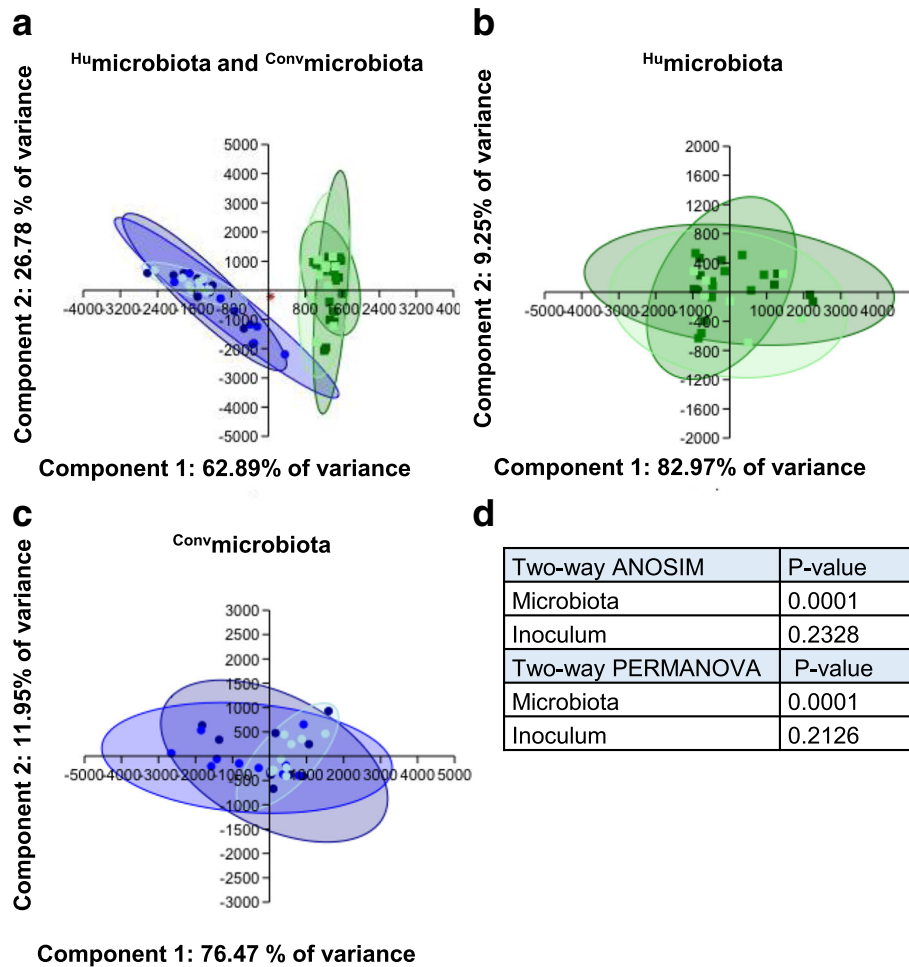 a
Humicrobiota and Convmicrobiota
Component 2: 26.78 % of variance
5000
4000
3000
2000
1000
-1000
-2000
-3000
-4000
-5000
-4000 -3200 -2400 -1600 -800 800 1600 2400 3200 400
Component 1: 62.89% of variance
b
Humicrobiota
Component 2: 9.25% of variance
2000
1600
1200
800
400
-400
-800
-1200
-1600
-2000
-5000 -4000 -3000 -2000 -1000 1000 2000 3000 4000
Component 1: 82.97% of variance
c
Convmicrobiota
Component 2: 11.95% of variance
3000
2500
2000
1500
1000
500
-500
-1000
-1500
-2000
-2500
-3000
-5000 -4000 -3000 -2000 -1000 1000 2000 3000 4000 5000
Component 1: 76.47 % of variance
d
Two-way ANOSIM P-value
Microbiota 0.0001
Inoculum 0.2328
Two-way PERMANOVA P-value
Microbiota 0.0001
Inoculum 0.2126